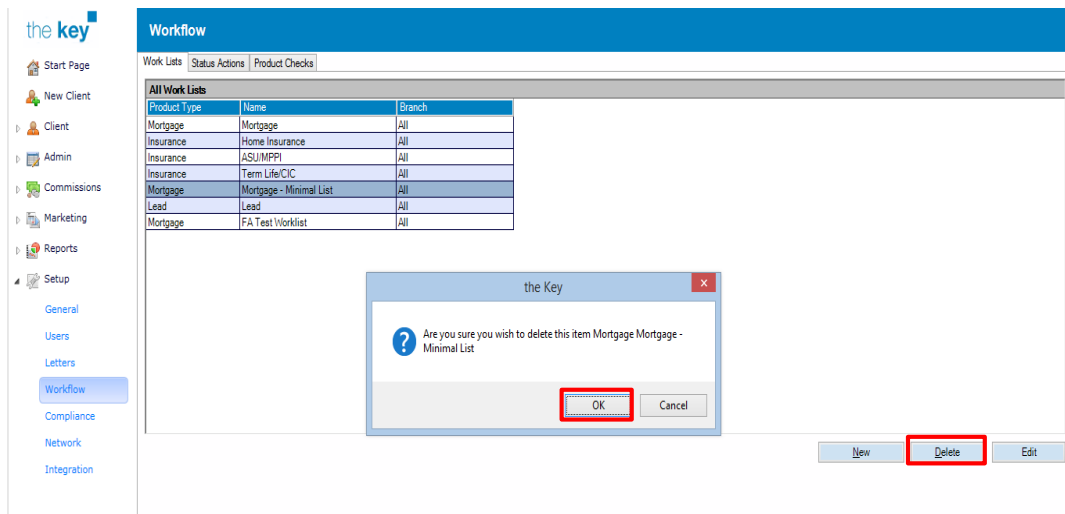 the key
Workflow
Start Page
New Client
Client
Admin
Commissions
Marketing
Reports
Setup
General
Users
Letters
Workflow
Compliance
Network
Integration
Work Lists Status Actions Product Checks
All Work Lists
Product Type Name Branch
Mortgage Mortgage All
Insurance Home Insurance All
Insurance ASU/MPPI All
Insurance Term Life/CIC All
Mortgage Mortgage - Minimal List All
Lead Lead All
Mortgage FA Test Worklist All
the Key
x
?
Are you sure you wish to delete this item Mortgage Mortgage -
Minimal List
OK Cancel
New Delete Edit